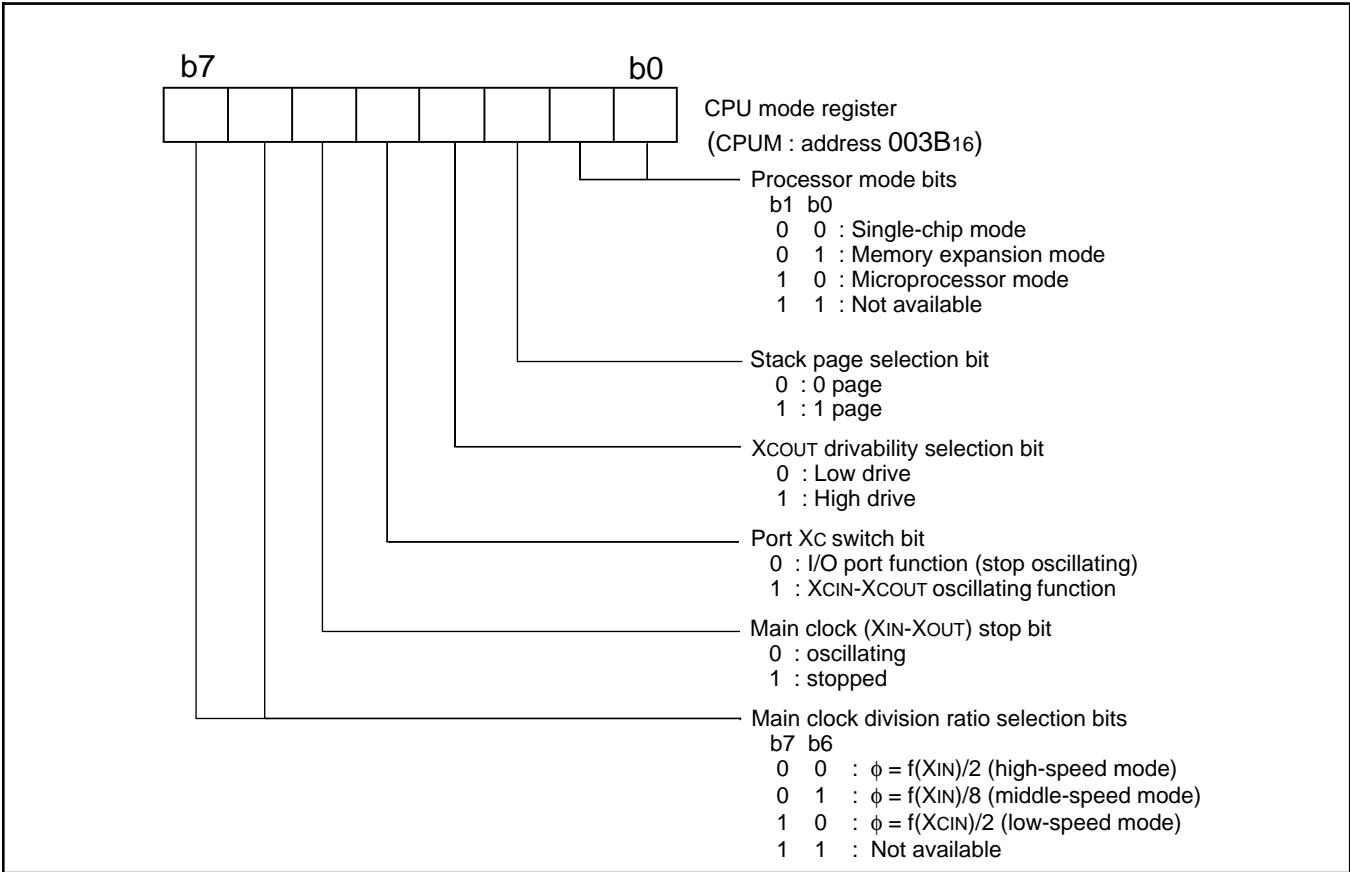 b7 b0
CPU mode register
(CPUM : address 003B16)
Processor mode bits
b1 b0
0 0 : Single-chip mode
0 1 : Memory expansion mode
1 0 : Microprocessor mode
1 1 : Not available
Stack page selection bit
0 : 0 page
1 : 1 page
XCOUT drivability selection bit
0 : Low drive
1 : High drive
Port XC switch bit
0 : I/O port function (stop oscillating)
1 : XCIN-XCOUT oscillating function
Main clock (XIN-XOUT) stop bit
0 : oscillating
1 : stopped
Main clock division ratio selection bits
b7 b6
0 0 : ϕ = f(XIN)/2 (high-speed mode)
0 1 : ϕ = f(XIN)/8 (middle-speed mode)
1 0 : ϕ = f(XCIN)/2 (low-speed mode)
1 1 : Not available